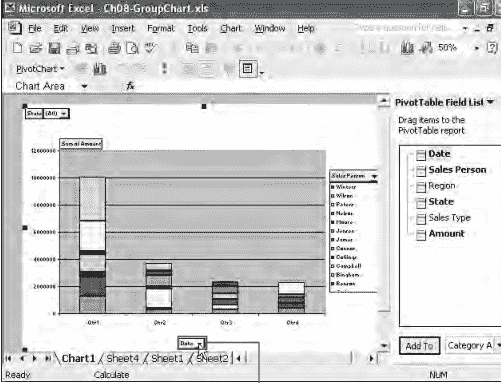 Microsoft Excel - Ch08-GroupChart.xls
File Edit View Insert Format Tools Chart Window Help
50%
PivotChart
Chart Area fx
PivotTable Field List
State (All)
Drag items to the
PivotTable report
Sum of Amount
Date
Sales Person
Region
State
Sales Type
Amount
12000000
10000000
8000000
6000000
4000000
2000000
0
Sales Person
Campbell
Bingham
Qtr1 Qtr2 Qtr3 Qtr4
Date
Add To Category A
Chart1 / Sheet4 / Sheet1 / Sheet2
Ready Calculate NUM